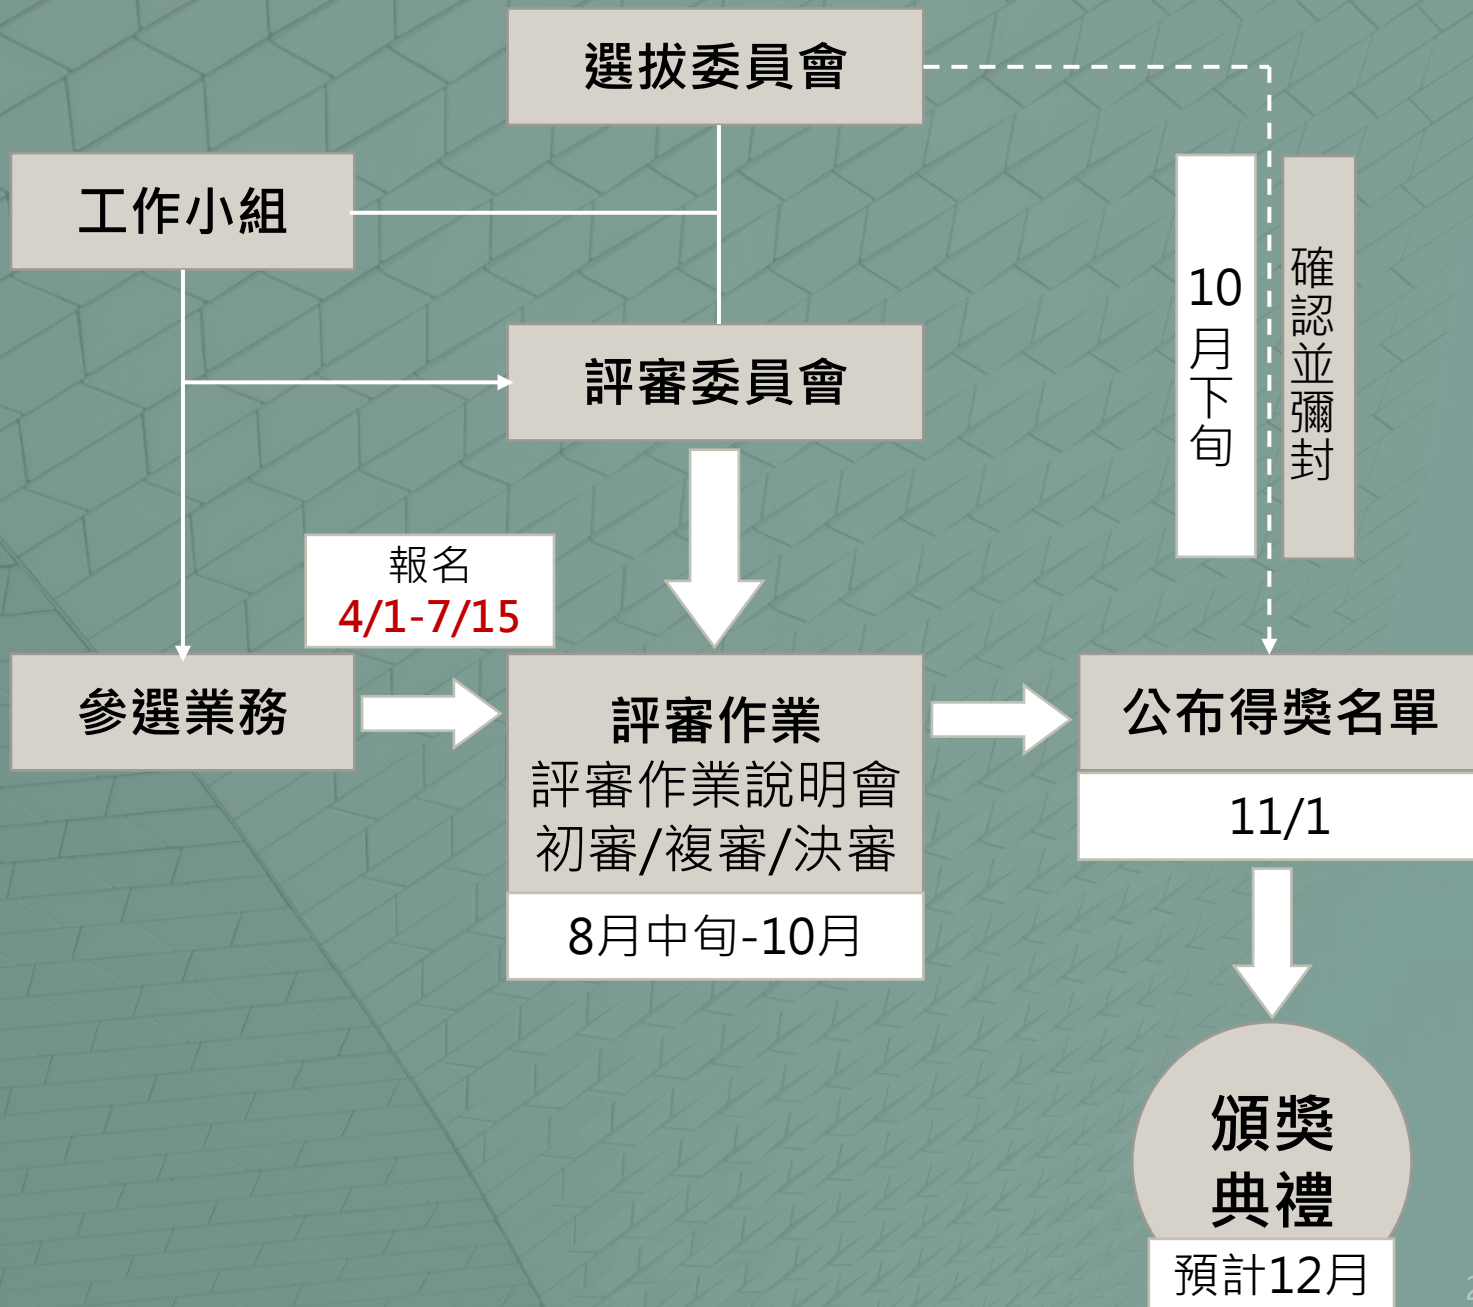 選拔委員會
工作小組
10月下旬
確認並彌封
評審委員會
報名
4/1-7/15
參選業務
評審作業
評審作業說明會
初審/複審/決審
8月中旬-10月
公布得獎名單
11/1
頒獎
典禮
預計12月
2